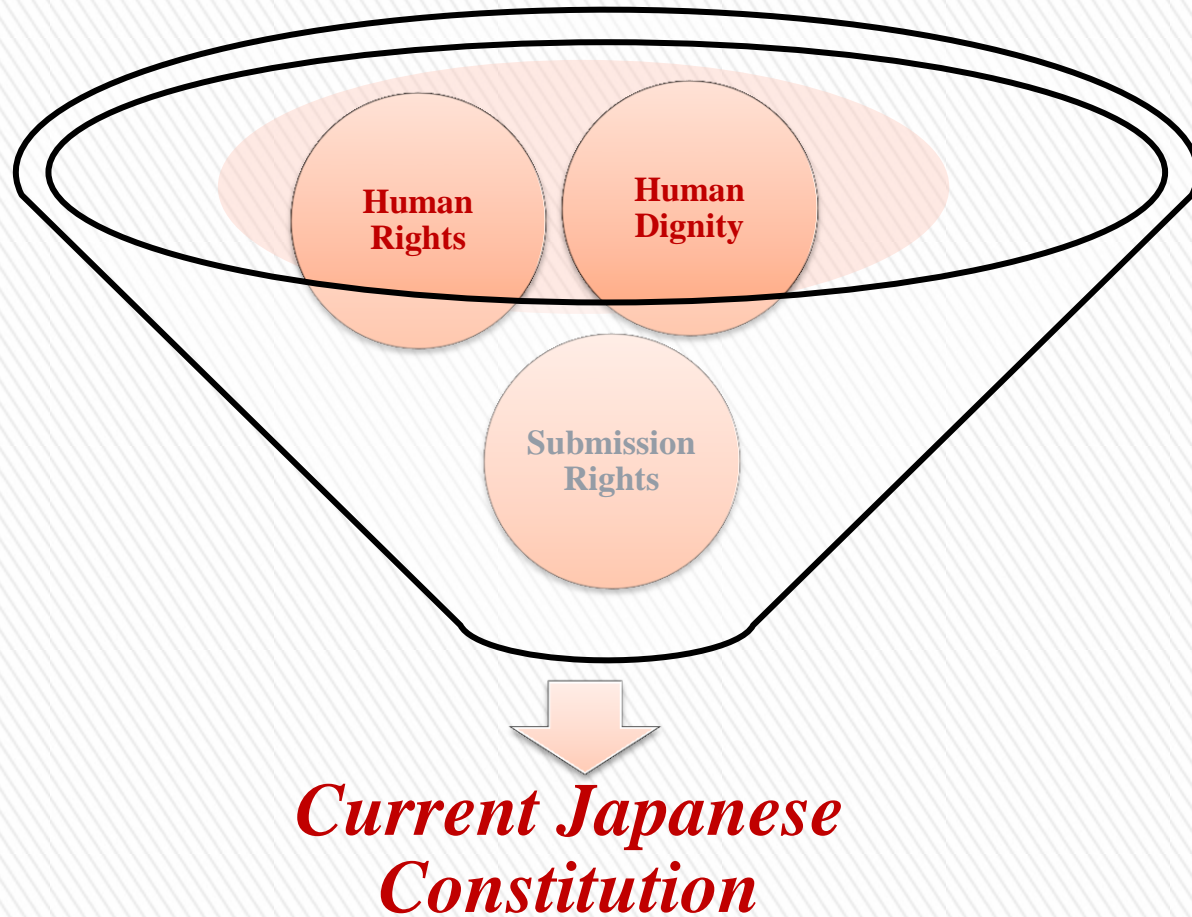 Human
Rights
Human
Dignity
Submission
Rights
Current Japanese
Constitution